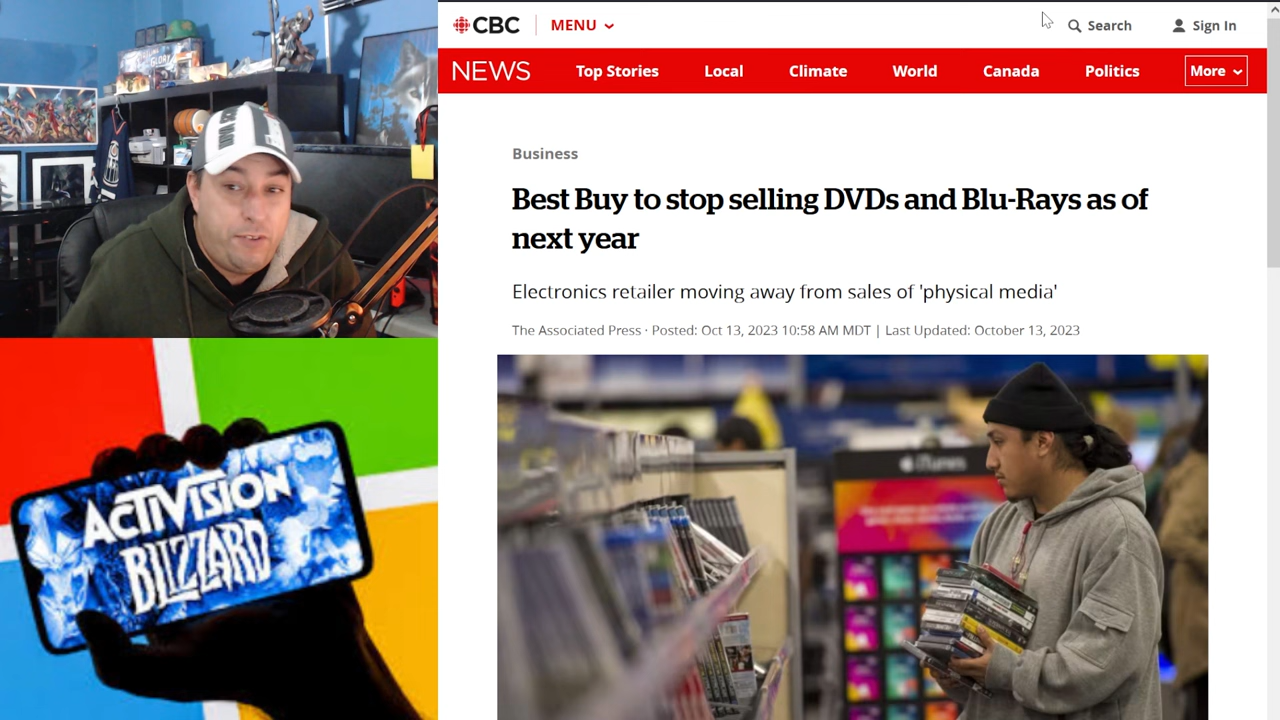 CBC
MENU
Search
Sign In
NEWS
Top Stories
Local
Climate
World
Canada
Politics
More
Business
Best Buy to stop selling DVDs and Blu-Rays as of
next year
Electronics retailer moving away from sales of 'physical media'
The Associated Press · Posted: Oct 13, 2023 10:58 AM MDT | Last Updated: October 13, 2023
iTunes
GLORY
ACTIVISION
BLIZZARD